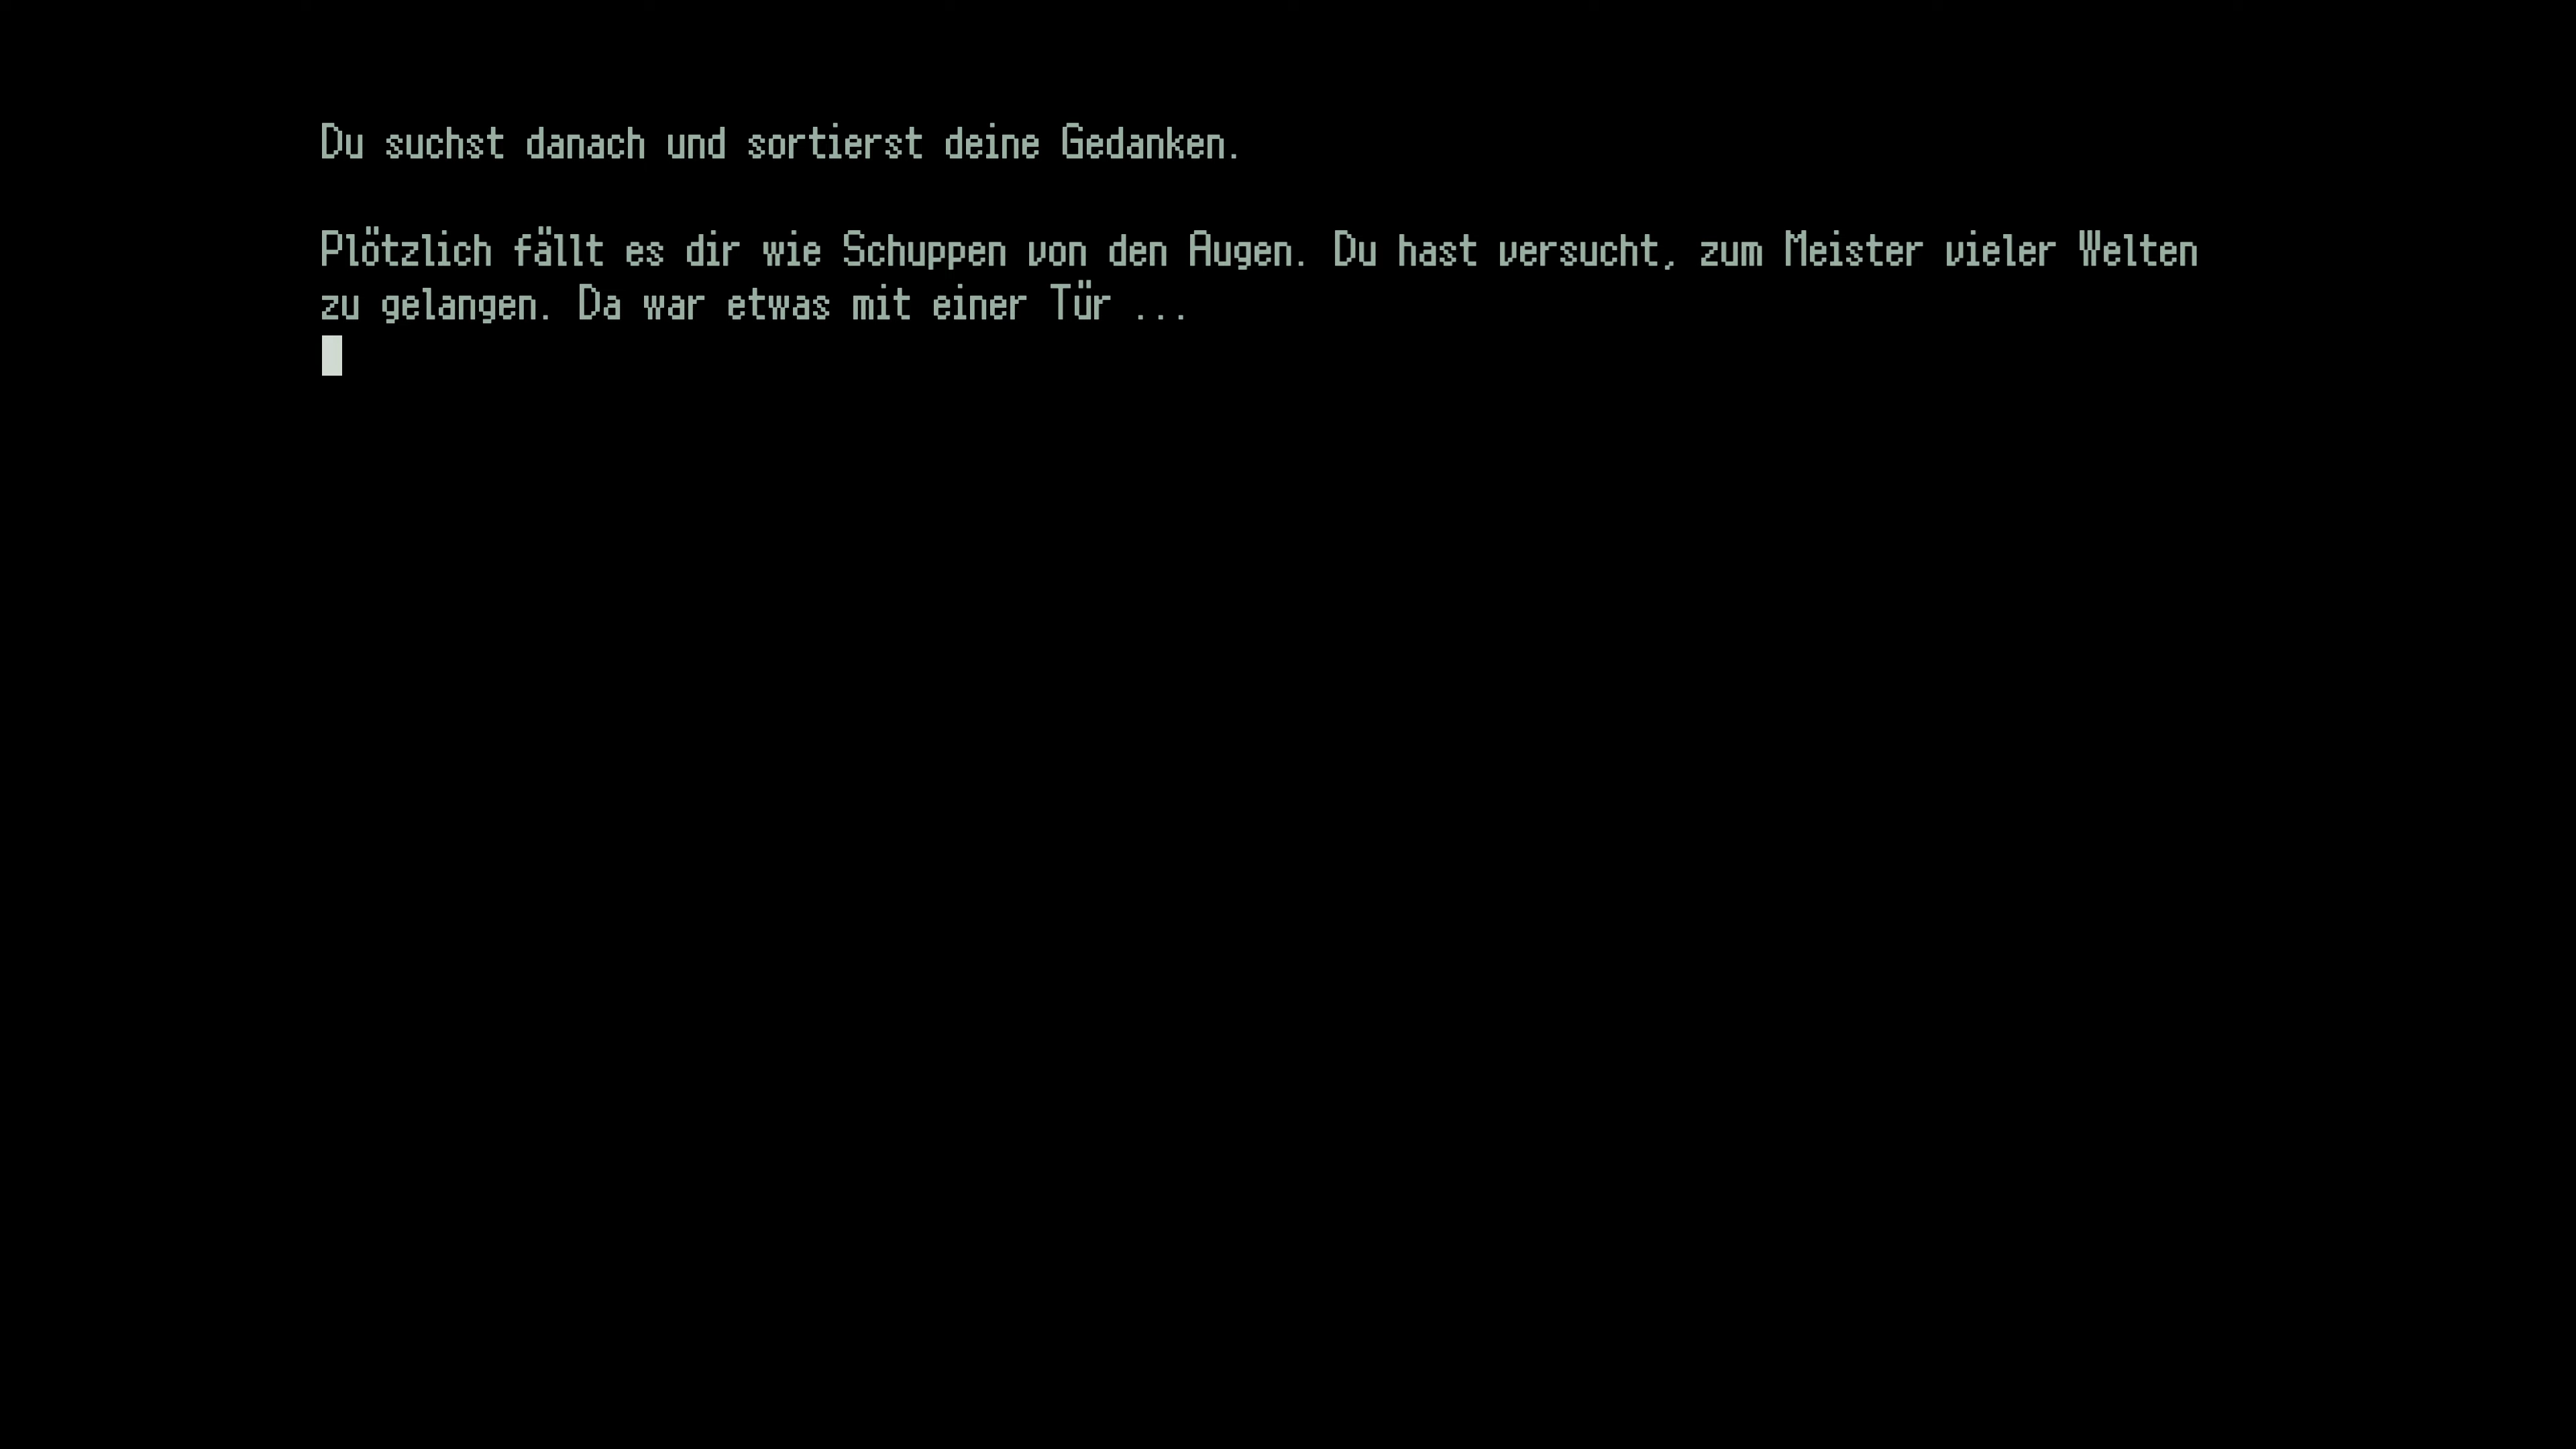 Du suchst danach und sortierst deine Gedanken.
Plötzlich fällt es dir wie Schuppen von den Augen. Du hast versucht, zum Meister vieler Welten
zu gelangen. Da war etwas mit einer Tür ...